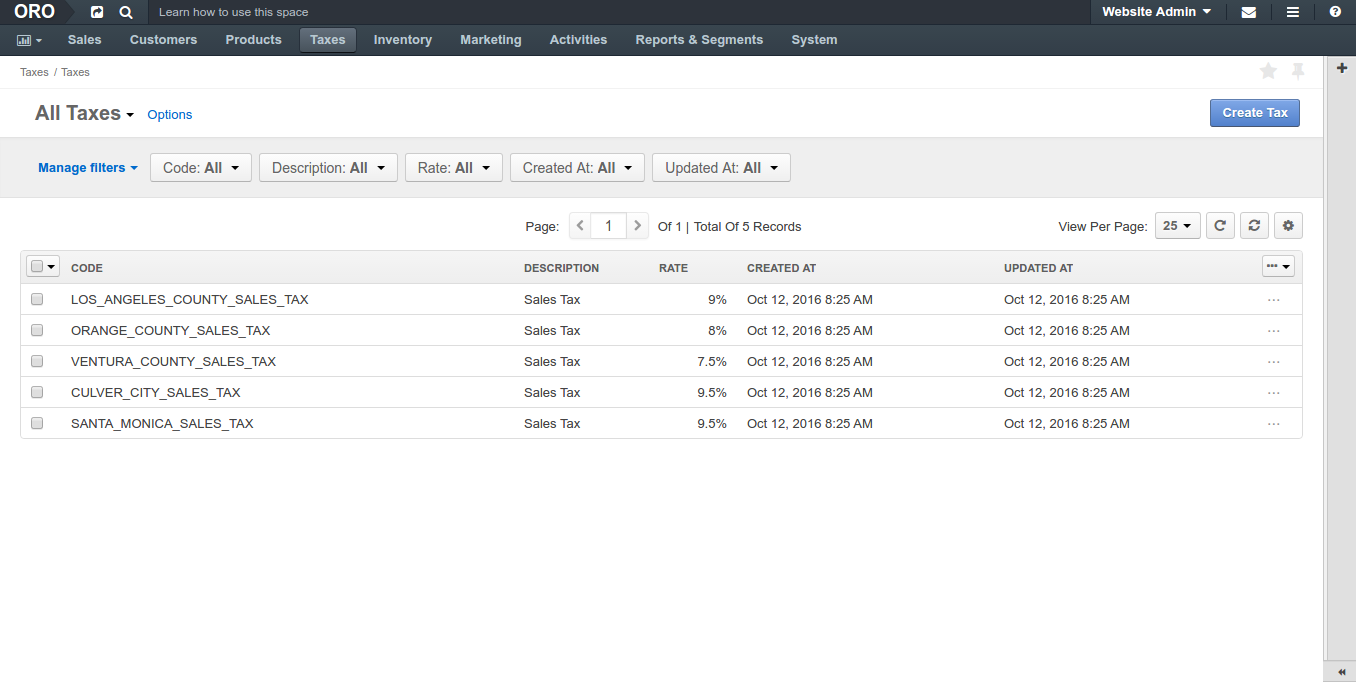 ORO Learn how to use this space Website Admin
Sales Customers Products Taxes Inventory Marketing Activities Reports & Segments System
Taxes / Taxes
All Taxes Options Create Tax
Manage filters Code: All Description: All Rate: All Created At: All Updated At: All
Page: 1 Of 1 | Total Of 5 Records View Per Page: 25
CODE DESCRIPTION RATE CREATED AT UPDATED AT
LOS_ANGELES_COUNTY_SALES_TAX Sales Tax 9% Oct 12, 2016 8:25 AM Oct 12, 2016 8:25 AM ...
ORANGE_COUNTY_SALES_TAX Sales Tax 8% Oct 12, 2016 8:25 AM Oct 12, 2016 8:25 AM ...
VENTURA_COUNTY_SALES_TAX Sales Tax 7.5% Oct 12, 2016 8:25 AM Oct 12, 2016 8:25 AM ...
CULVER_CITY_SALES_TAX Sales Tax 9.5% Oct 12, 2016 8:25 AM Oct 12, 2016 8:25 AM ...
SANTA_MONICA_SALES_TAX Sales Tax 9.5% Oct 12, 2016 8:25 AM Oct 12, 2016 8:25 AM ...